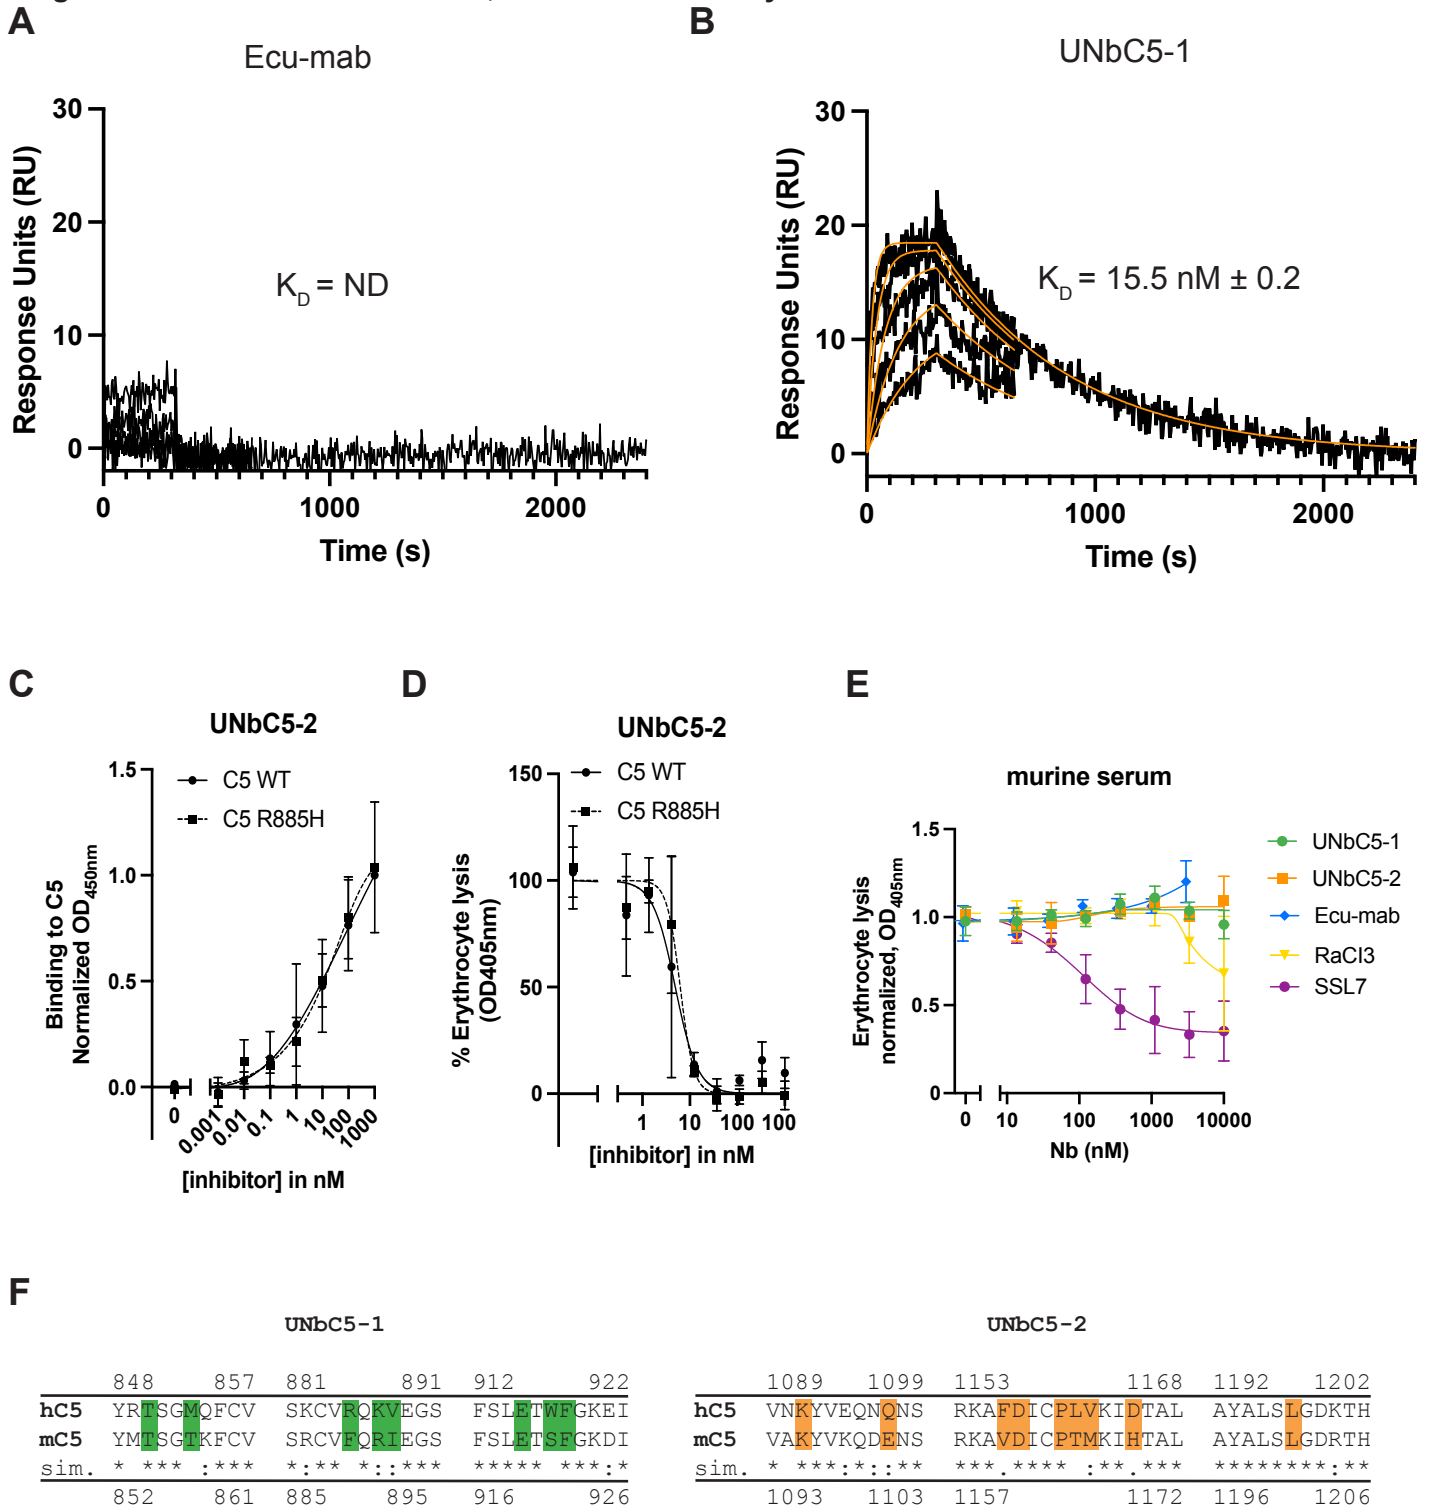 A
Ecu-mab
Response Units (RU)
30
20
10
0
K_D = ND
0
1000
2000
Time (s)
B
UNbC5-1
Response Units (RU)
30
20
10
0
K_D = 15.5 nM ± 0.2
0
1000
2000
Time (s)
C
UNbC5-2
C5 WT
C5 R885H
Binding to C5
Normalized OD450nm
1.5
1.0
0.5
0.0
0
0.001
0.01
0.1
1
10
100
1000
[inhibitor] in nM
D
UNbC5-2
C5 WT
C5 R885H
% Erythrocyte lysis
(OD405nm)
150
100
50
0
1
10
100
100
[inhibitor] in nM
E
murine serum
Erythrocyte lysis
normalized, OD405nm
1.5
1.0
0.5
0
0
10
100
1000
10000
Nb (nM)
UNbC5-1
UNbC5-2
Ecu-mab
RaCI3
SSL7
F
UNbC5-1
848 857 881 891 912 922
hC5 YRTSGMQFCV SKCVRQKVEGS FSLETWFGKEI
mC5 YMTSGTKFCV SRCVFQRIEGS FSLETSFGKDI
sim. * *** :*** *:** *::*** ***** ****:*
852 861 885 895 916 926
UNbC5-2
1089 1099 1153 1168 1192 1202
hC5 VNKYVEQNQNS RKAFDICPLVKIDTAL AYALSLGDKTH
mC5 VAKYVKQDENS RKAVDICPTMKIHTAL AYALSLGDRTH
sim. * ***:*::** ***.**** :**.*** *********:**
1093 1103 1157 1172 1196 1206